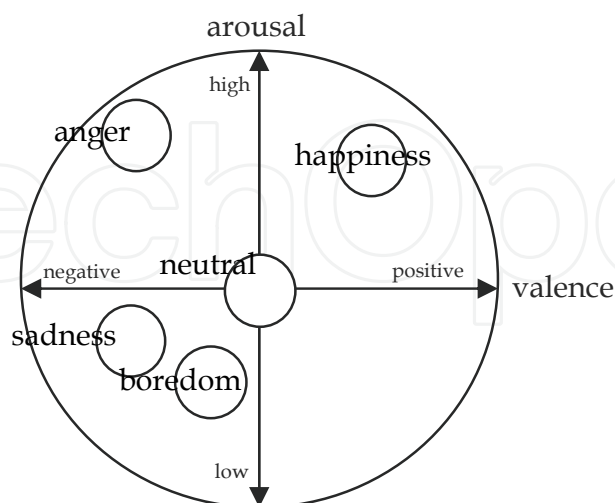 arousal
high
anger
happiness
neutral
negative
positive
valence
sadness
boredom
low